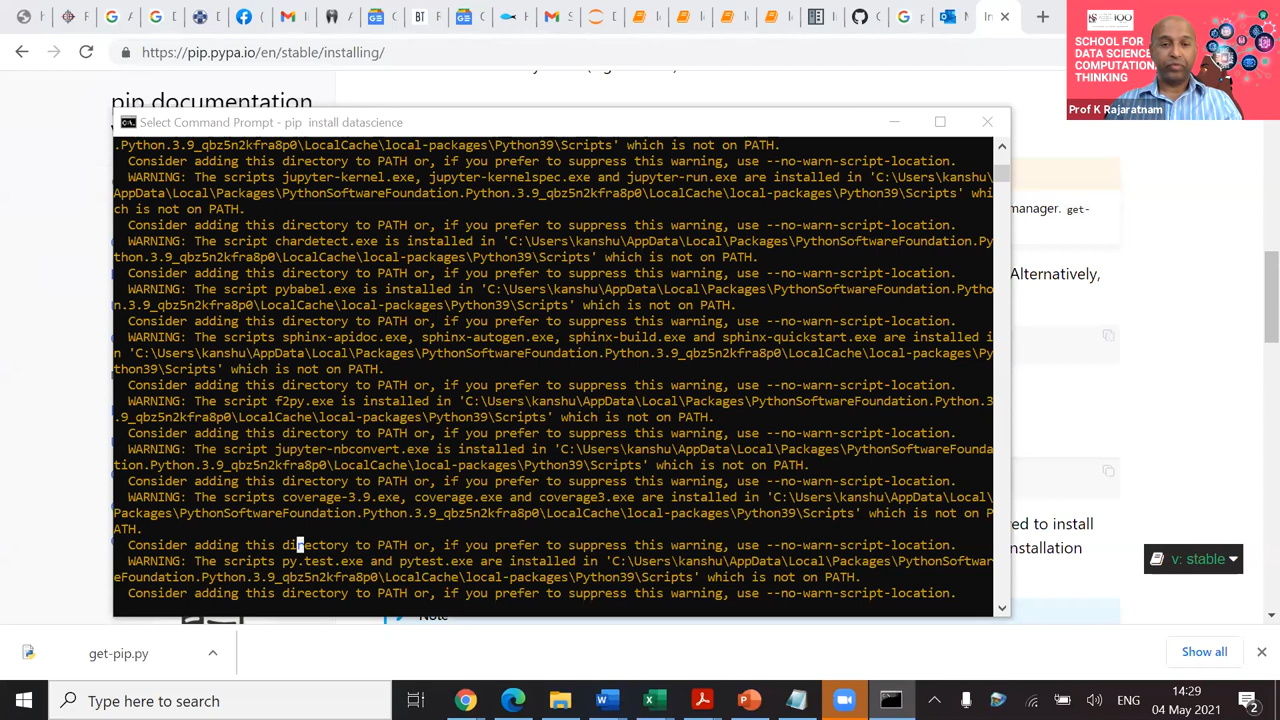 G A
G D
M I
A
C
BT F
C
M S
D
Io
Io
Io
Io
I
C
G p
N
In
https://pip.pypa.io/en/stable/installing/
100
SCHOOL FOR
DATA SCIENCE
COMPUTATION
THINKING
Prof K Rajaratnam
pip documentation
Select Command Prompt - pip install datascience
.Python.3.9_qbz5n2kfra8p0\LocalCache\local-packages\Python39\Scripts' which is not on PATH.
Consider adding this directory to PATH or, if you prefer to suppress this warning, use --no-warn-script-location.
WARNING: The scripts jupyter-kernel.exe, jupyter-kernelspec.exe and jupyter-run.exe are installed in 'C:\Users\kanshu\
AppData\Local\Packages\PythonSoftwareFoundation.Python.3.9_qbz5n2kfra8p0\LocalCache\local-packages\Python39\Scripts' whi
ch is not on PATH.
Consider adding this directory to PATH or, if you prefer to suppress this warning, use --no-warn-script-location.
WARNING: The script chardetect.exe is installed in 'C:\Users\kanshu\AppData\Local\Packages\PythonSoftwareFoundation.Py
thon.3.9_qbz5n2kfra8p0\LocalCache\local-packages\Python39\Scripts' which is not on PATH.
Consider adding this directory to PATH or, if you prefer to suppress this warning, use --no-warn-script-location.
WARNING: The script pybabel.exe is installed in 'C:\Users\kanshu\AppData\Local\Packages\PythonSoftwareFoundation.Pytho
n.3.9_qbz5n2kfra8p0\LocalCache\local-packages\Python39\Scripts' which is not on PATH.
Consider adding this directory to PATH or, if you prefer to suppress this warning, use --no-warn-script-location.
WARNING: The scripts sphinx-apidoc.exe, sphinx-autogen.exe, sphinx-build.exe and sphinx-quickstart.exe are installed i
n 'C:\Users\kanshu\AppData\Local\Packages\PythonSoftwareFoundation.Python.3.9_qbz5n2kfra8p0\LocalCache\local-packages\Py
thon39\Scripts' which is not on PATH.
Consider adding this directory to PATH or, if you prefer to suppress this warning, use --no-warn-script-location.
WARNING: The script f2py.exe is installed in 'C:\Users\kanshu\AppData\Local\Packages\PythonSoftwareFoundation.Python.3
.9_qbz5n2kfra8p0\LocalCache\local-packages\Python39\Scripts' which is not on PATH.
Consider adding this directory to PATH or, if you prefer to suppress this warning, use --no-warn-script-location.
WARNING: The script jupyter-nbconvert.exe is installed in 'C:\Users\kanshu\AppData\Local\Packages\PythonSoftwareFounda
tion.Python.3.9_qbz5n2kfra8p0\LocalCache\local-packages\Python39\Scripts' which is not on PATH.
Consider adding this directory to PATH or, if you prefer to suppress this warning, use --no-warn-script-location.
WARNING: The scripts coverage-3.9.exe, coverage.exe and coverage3.exe are installed in 'C:\Users\kanshu\AppData\Local\
Packages\PythonSoftwareFoundation.Python.3.9_qbz5n2kfra8p0\LocalCache\local-packages\Python39\Scripts' which is not on P
ATH.
Consider adding this directory to PATH or, if you prefer to suppress this warning, use --no-warn-script-location.
WARNING: The scripts py.test.exe and pytest.exe are installed in 'C:\Users\kanshu\AppData\Local\Packages\PythonSoftwar
eFoundation.Python.3.9_qbz5n2kfra8p0\LocalCache\local-packages\Python39\Scripts' which is not on PATH.
Consider adding this directory to PATH or, if you prefer to suppress this warning, use --no-warn-script-location.
manager. get-
Alternatively,
ed to install
installation
v: stable
Note
get-pip.py
Show all
Type here to search
ENG
14:29
04 May 2021
2